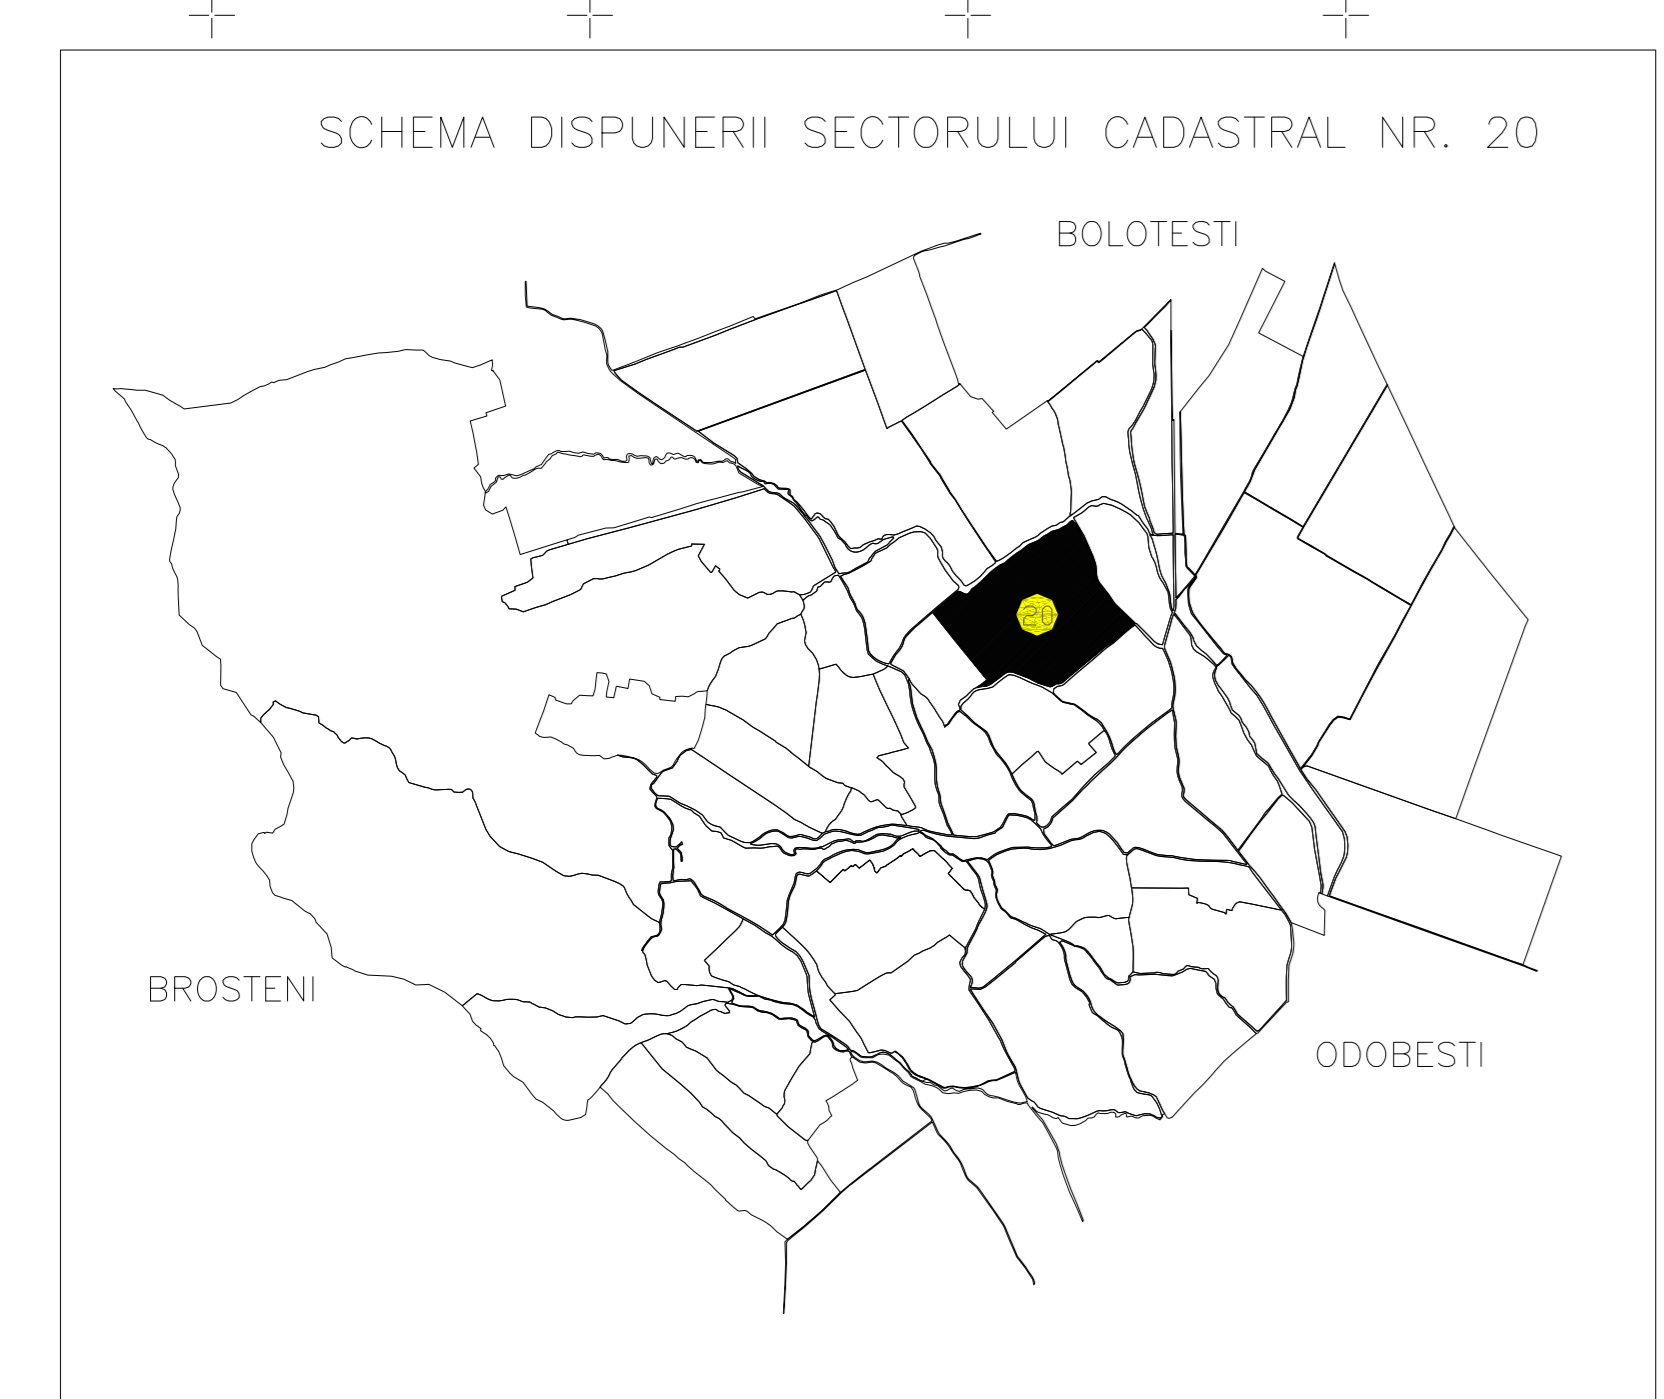 SCHEMA DISPUNERII SECTORULUI CADASTRAL NR. 20
BOLOTESTI
20
BROSTENI
ODOBESTI